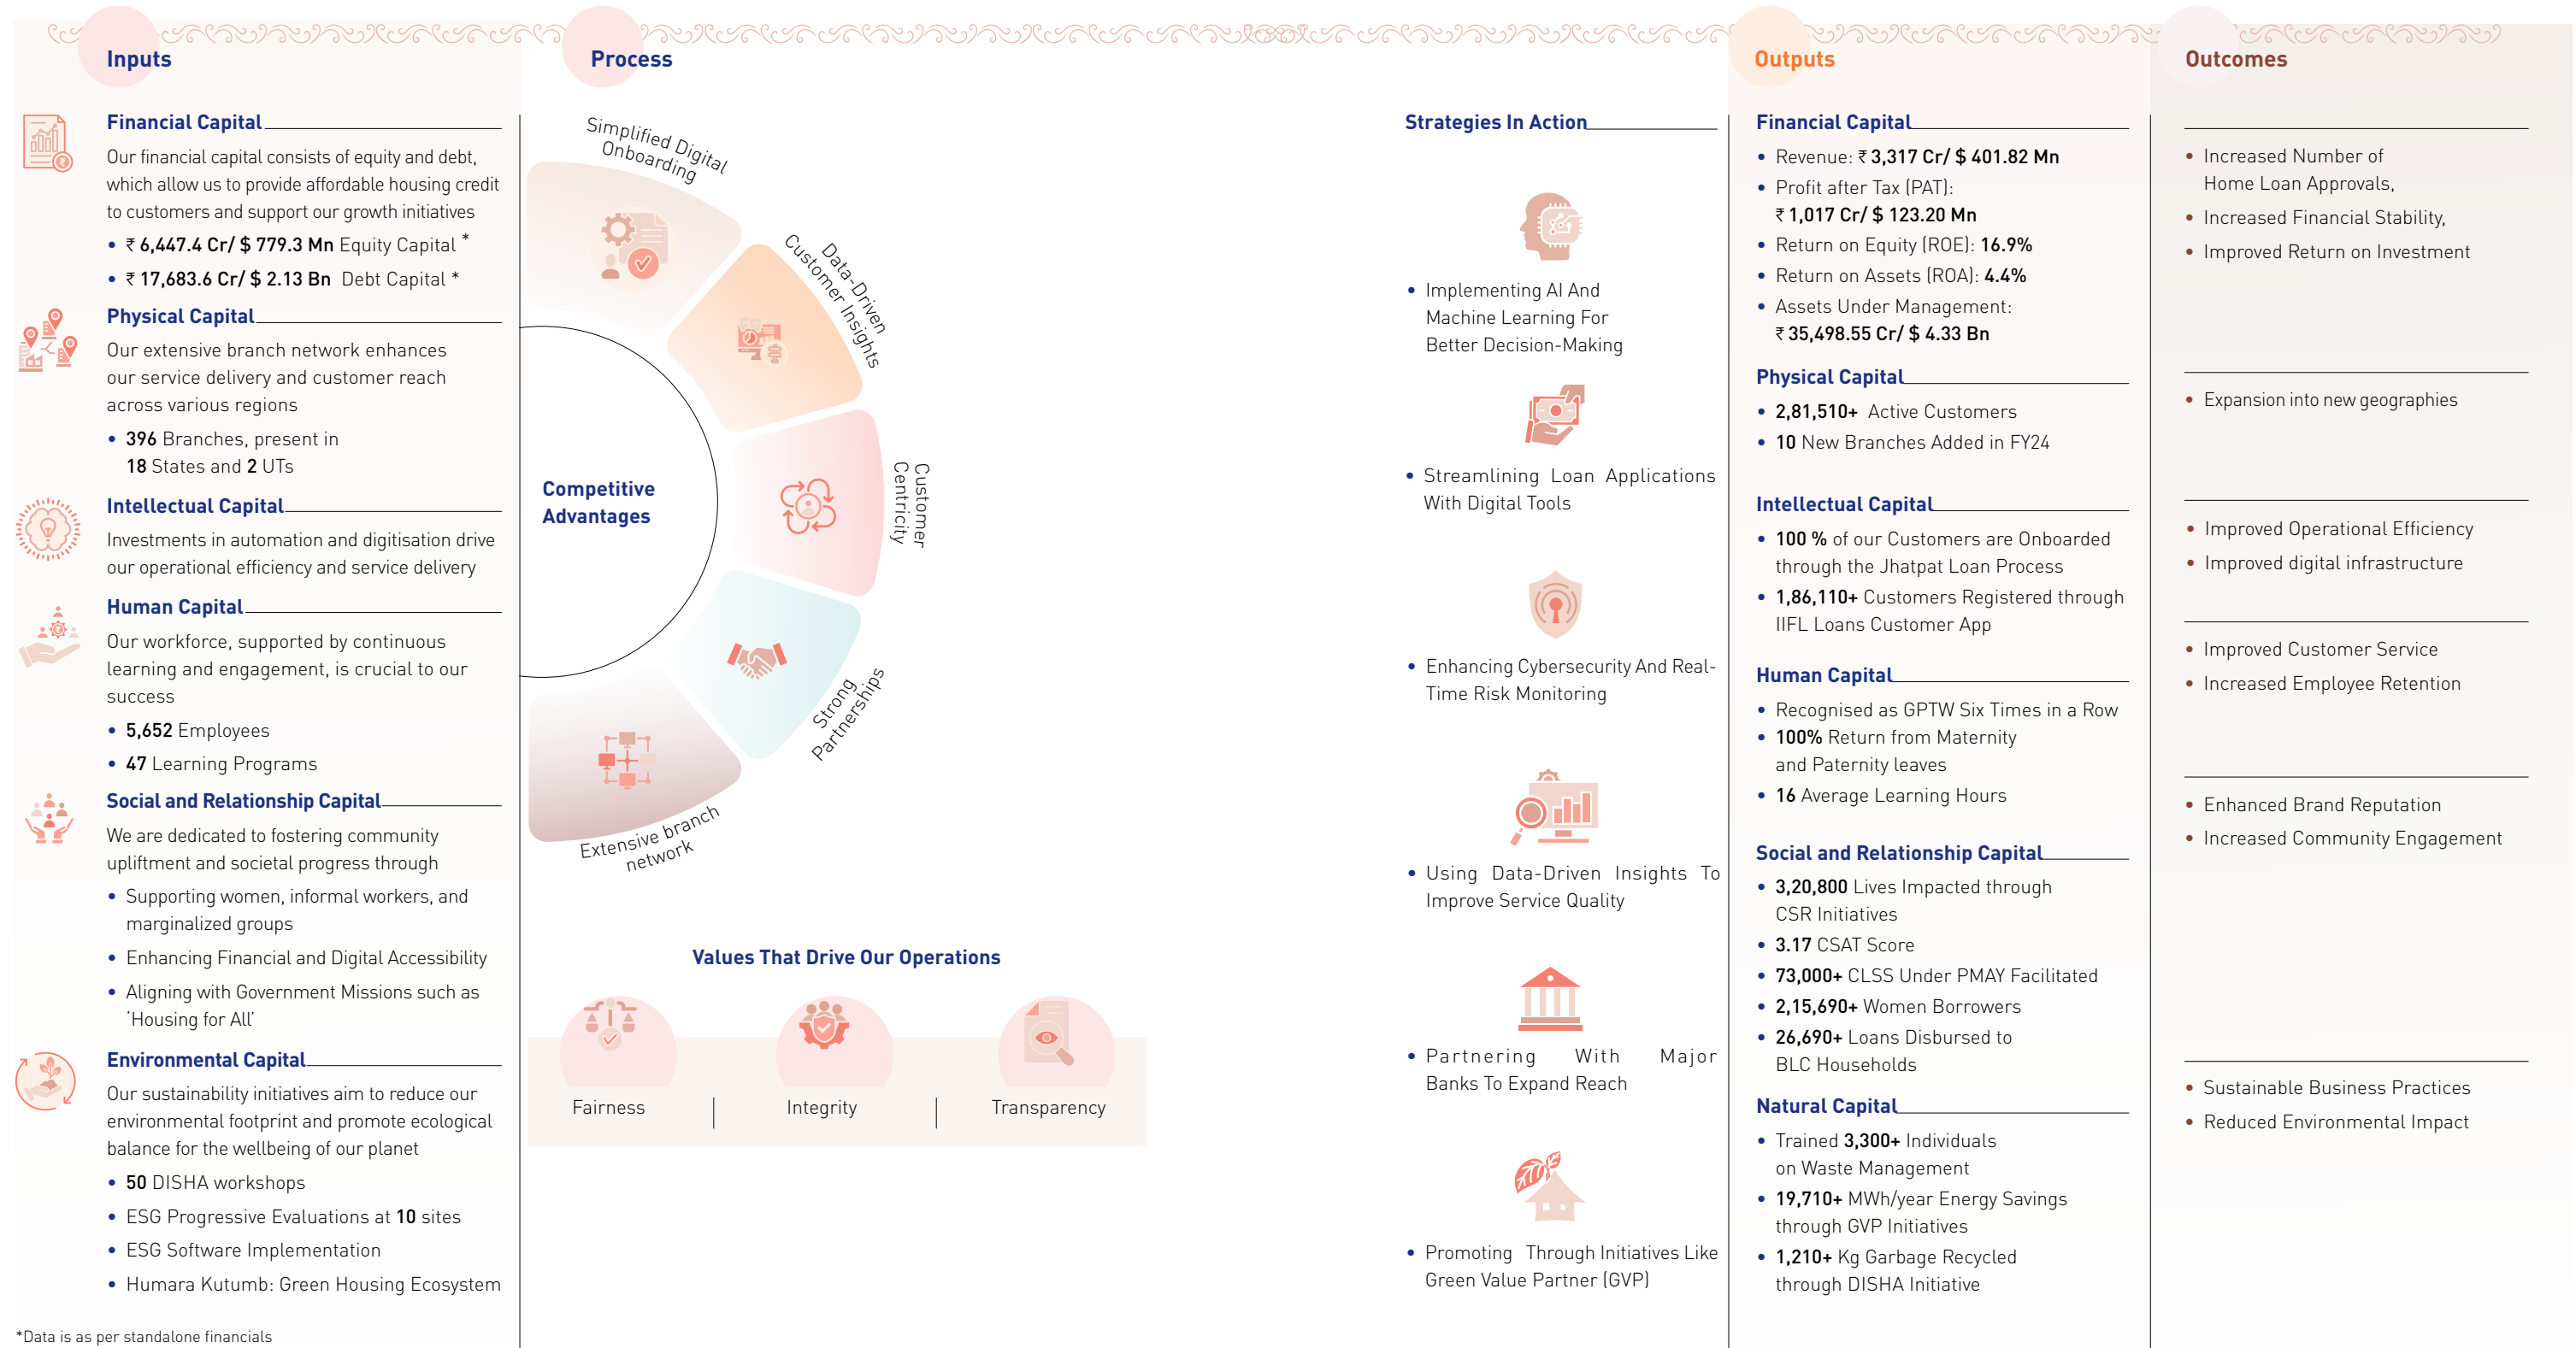 Inputs
Financial Capital
Our financial capital consists of equity and debt,
which allow us to provide affordable housing credit
to customers and support our growth initiatives
• ₹ 6,447.4 Cr/ $ 779.3 Mn Equity Capital *
• ₹ 17,683.6 Cr/ $ 2.13 Bn Debt Capital *
Physical Capital
Our extensive branch network enhances
our service delivery and customer reach
across various regions
• 396 Branches, present in
18 States and 2 UTs
Intellectual Capital
Investments in automation and digitisation drive
our operational efficiency and service delivery
Human Capital
Our workforce, supported by continuous
learning and engagement, is crucial to our
success
• 5,652 Employees
• 47 Learning Programs
Social and Relationship Capital
We are dedicated to fostering community
upliftment and societal progress through
• Supporting women, informal workers, and
marginalized groups
• Enhancing Financial and Digital Accessibility
• Aligning with Government Missions such as
‘Housing for All’
Environmental Capital
Our sustainability initiatives aim to reduce our
environmental footprint and promote ecological
balance for the wellbeing of our planet
• 50 DISHA workshops
• ESG Progressive Evaluations at 10 sites
• ESG Software Implementation
• Humara Kutumb: Green Housing Ecosystem
*Data is as per standalone financials
Process
Simplified Digital
Onboarding
Data-Driven
Customer Insights
Customer
Centricity
Strong
Partnerships
Extensive branch
network
Competitive
Advantages
Values That Drive Our Operations
Fairness
Integrity
Transparency
Strategies In Action
• Implementing AI And
Machine Learning For
Better Decision-Making
• Streamlining Loan Applications
With Digital Tools
• Enhancing Cybersecurity And Real-
Time Risk Monitoring
• Using Data-Driven Insights To
Improve Service Quality
• Partnering With Major
Banks To Expand Reach
• Promoting Through Initiatives Like
Green Value Partner (GVP)
Outputs
Financial Capital
• Revenue: ₹ 3,317 Cr/ $ 401.82 Mn
• Profit after Tax (PAT):
₹ 1,017 Cr/ $ 123.20 Mn
• Return on Equity (ROE): 16.9%
• Return on Assets (ROA): 4.4%
• Assets Under Management:
₹ 35,498.55 Cr/ $ 4.33 Bn
Physical Capital
• 2,81,510+ Active Customers
• 10 New Branches Added in FY24
Intellectual Capital
• 100 % of our Customers are Onboarded
through the Jhatpat Loan Process
• 1,86,110+ Customers Registered through
IIFL Loans Customer App
Human Capital
• Recognised as GPTW Six Times in a Row
• 100% Return from Maternity
and Paternity leaves
• 16 Average Learning Hours
Social and Relationship Capital
• 3,20,800 Lives Impacted through
CSR Initiatives
• 3.17 CSAT Score
• 73,000+ CLSS Under PMAY Facilitated
• 2,15,690+ Women Borrowers
• 26,690+ Loans Disbursed to
BLC Households
Natural Capital
• Trained 3,300+ Individuals
on Waste Management
• 19,710+ MWh/year Energy Savings
through GVP Initiatives
• 1,210+ Kg Garbage Recycled
through DISHA Initiative
Outcomes
• Increased Number of
Home Loan Approvals,
• Increased Financial Stability,
• Improved Return on Investment
• Expansion into new geographies
• Improved Operational Efficiency
• Improved digital infrastructure
• Improved Customer Service
• Increased Employee Retention
• Enhanced Brand Reputation
• Increased Community Engagement
• Sustainable Business Practices
• Reduced Environmental Impact